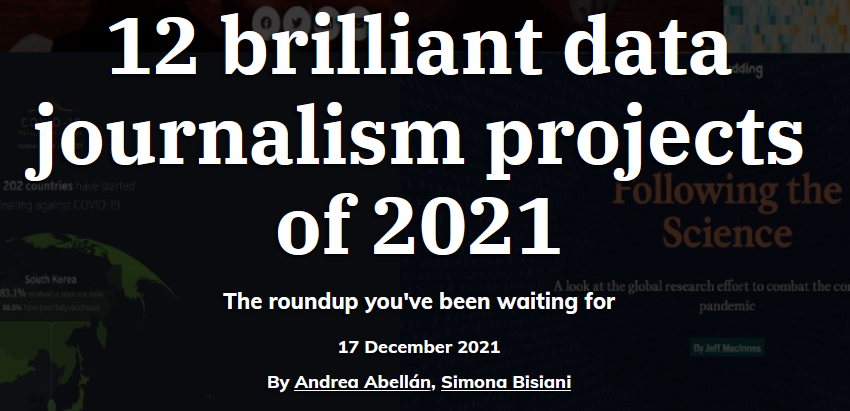 12 brilliant data
journalism projects
of 2021
The roundup you've been waiting for
17 December 2021
By Andrea Abellán, Simona Bisiani
202 countries have started
against COVID 19
South Korea
83.1%
Following the
Science
A look at the global research effort to combat the
pandemic
By Jeff MacInnes